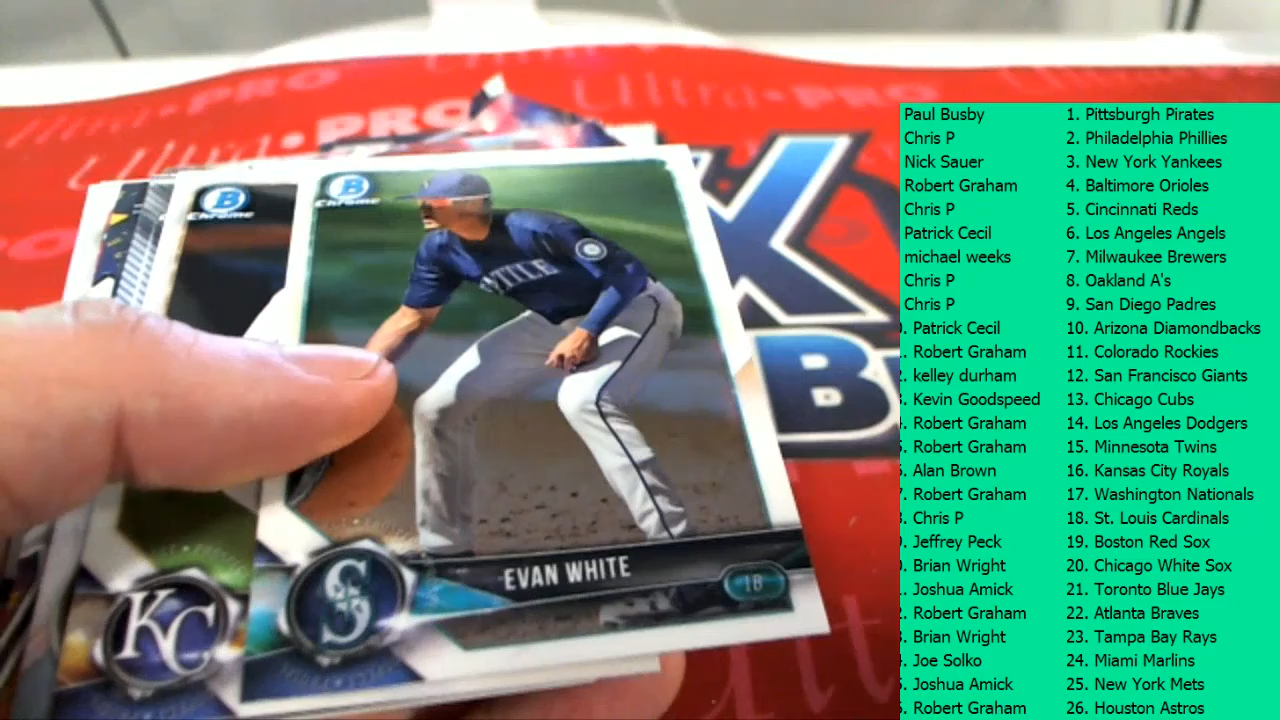 Ultra•PRO
Ultra•PRO
Ultra•PRO
Ultra
B
Chrome
B
Chrome
SEATTLE
K
B
EVAN WHITE
1B
S
KC
Paul Busby 1. Pittsburgh Pirates
Chris P 2. Philadelphia Phillies
Nick Sauer 3. New York Yankees
Robert Graham 4. Baltimore Orioles
Chris P 5. Cincinnati Reds
Patrick Cecil 6. Los Angeles Angels
michael weeks 7. Milwaukee Brewers
Chris P 8. Oakland A's
Chris P 9. San Diego Padres
Patrick Cecil 10. Arizona Diamondbacks
Robert Graham 11. Colorado Rockies
kelley durham 12. San Francisco Giants
Kevin Goodspeed 13. Chicago Cubs
Robert Graham 14. Los Angeles Dodgers
Robert Graham 15. Minnesota Twins
Alan Brown 16. Kansas City Royals
Robert Graham 17. Washington Nationals
Chris P 18. St. Louis Cardinals
Jeffrey Peck 19. Boston Red Sox
Brian Wright 20. Chicago White Sox
Joshua Amick 21. Toronto Blue Jays
Robert Graham 22. Atlanta Braves
Brian Wright 23. Tampa Bay Rays
Joe Solko 24. Miami Marlins
Joshua Amick 25. New York Mets
Robert Graham 26. Houston Astros